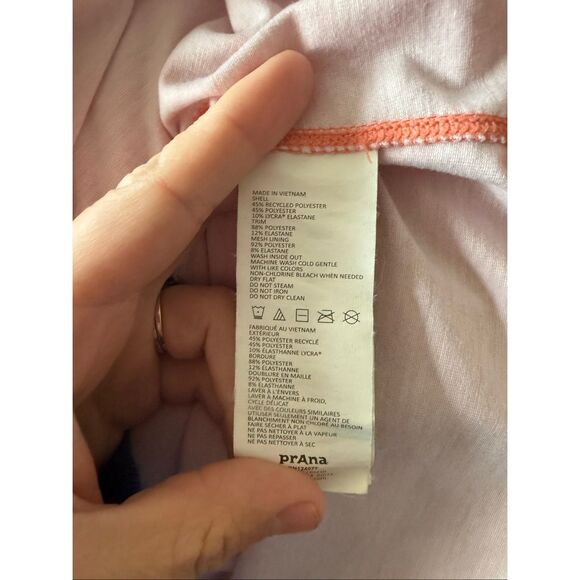 MADE IN VIETNAM
SHELL
45% RECYCLED POLYESTER
45% POLYESTER
10% LYCRA® ELASTANE
TRIM
88% POLYESTER
12% ELASTANE
MESH LINING
92% POLYESTER
8% ELASTANE
WASH INSIDE OUT
MACHINE WASH COLD GENTLE
WITH LIKE COLORS
NON-CHLORINE BLEACH WHEN NEEDED
DRY FLAT
DO NOT STEAM
DO NOT IRON
DO NOT DRY CLEAN
FABRIQUÉ AU VIETNAM
EXTÉRIEUR
45% POLYESTER RECYCLÉ
45% POLYESTER
10% ÉLASTHANNE LYCRA®
BORDURE
88% POLYESTER
12% ÉLASTHANNE
DOUBLURE EN MAILLE
92% POLYESTER
8% ÉLASTHANNE
LAVER À L'ENVERS
LAVER À MACHINE À FROID,
CYCLE DÉLICAT
AVEC DES COULEURS SIMILAIRES
UTILISER SEULEMENT UN AGENT DE
BLANCHIMENT NON CHLORÉ AU BESOIN
FAIRE SÉCHER À PLAT
NE PAS NETTOYER À LA VAPEUR
NE PAS REPASSER
NE PAS NETTOYER À SEC
prAna
.com